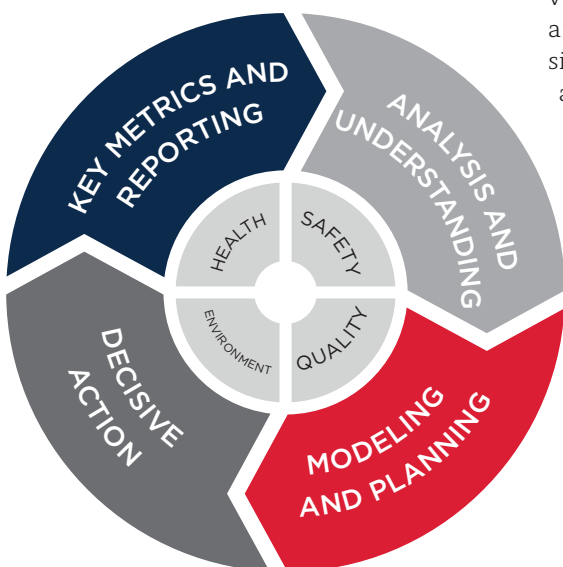 KEY METRICS AND
REPORTING
ANALYSIS AND
UNDERSTANDING
HEALTH
SAFETY
ENVIRONMENT
QUALITY
DECISIVE
ACTION
MODELING
AND PLANNING